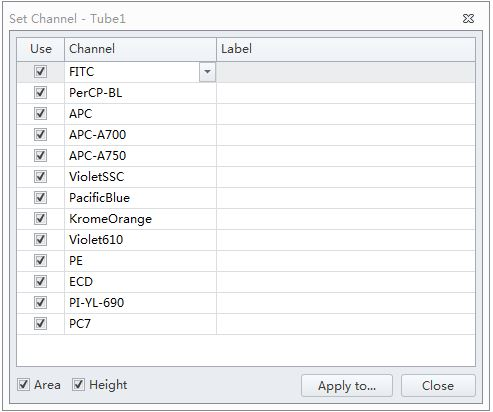 Set Channel - Tube1
Use Channel Label
FITC
PerCP-BL
APC
APC-A700
APC-A750
VioletSSC
PacificBlue
KromeOrange
Violet610
PE
ECD
PI-YL-690
PC7
Area Height Apply to... Close